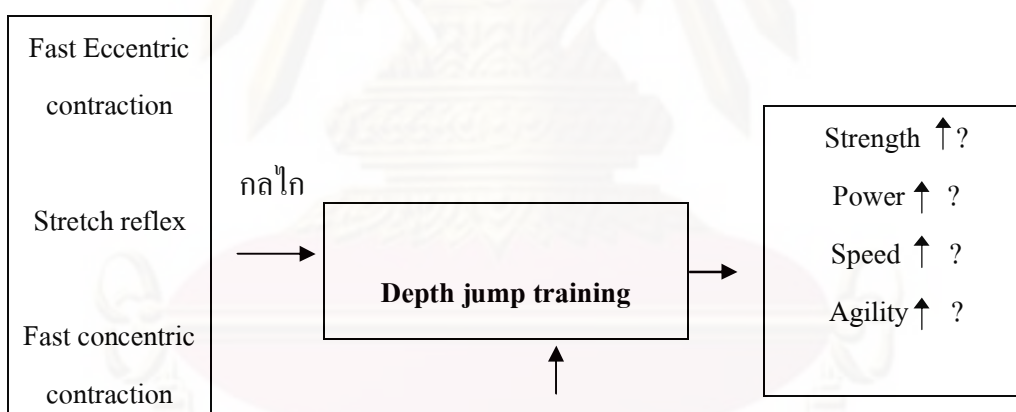 Fast Eccentric
contraction
Stretch reflex
Fast concentric
contraction
กลไก
Depth jump training
Strength ↑?
Power ↑ ?
Speed ↑ ?
Agility ↑ ?